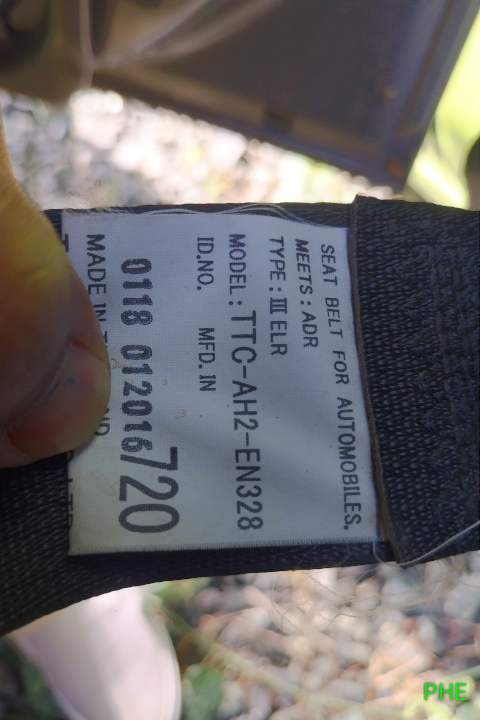 SEAT BELT FOR AUTOMOBILES.
MEETS : ADR
TYPE : Ⅲ ELR
MODEL : TTC-AH2-EN328
ID.NO. MFD. IN
0118 012016 720
MADE IN
PHE